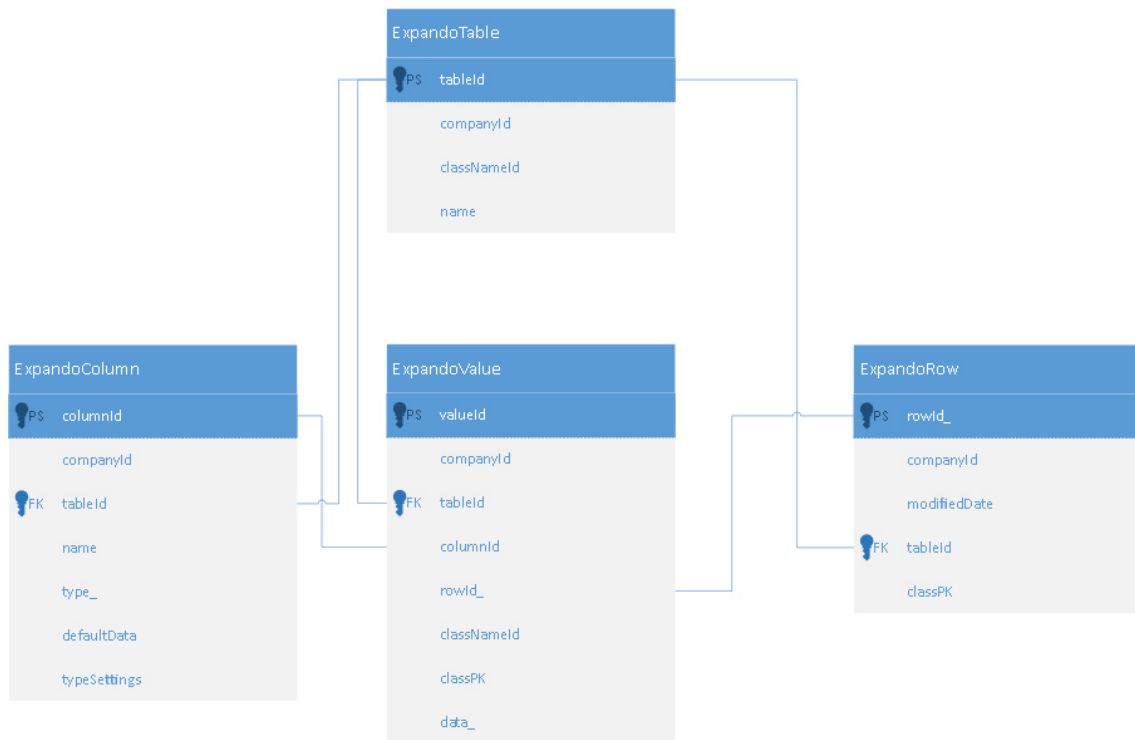 ExpandoTable
PS tableId
companyId
classNameId
name
ExpandoColumn
PS columnId
companyId
FK tableId
name
type_
defaultData
typeSettings
ExpandoValue
PS valueId
companyId
FK tableId
columnId
rowId_
classNameId
classPK
data_
ExpandoRow
PS rowId_
companyId
modifiedDate
FK tableId
classPK